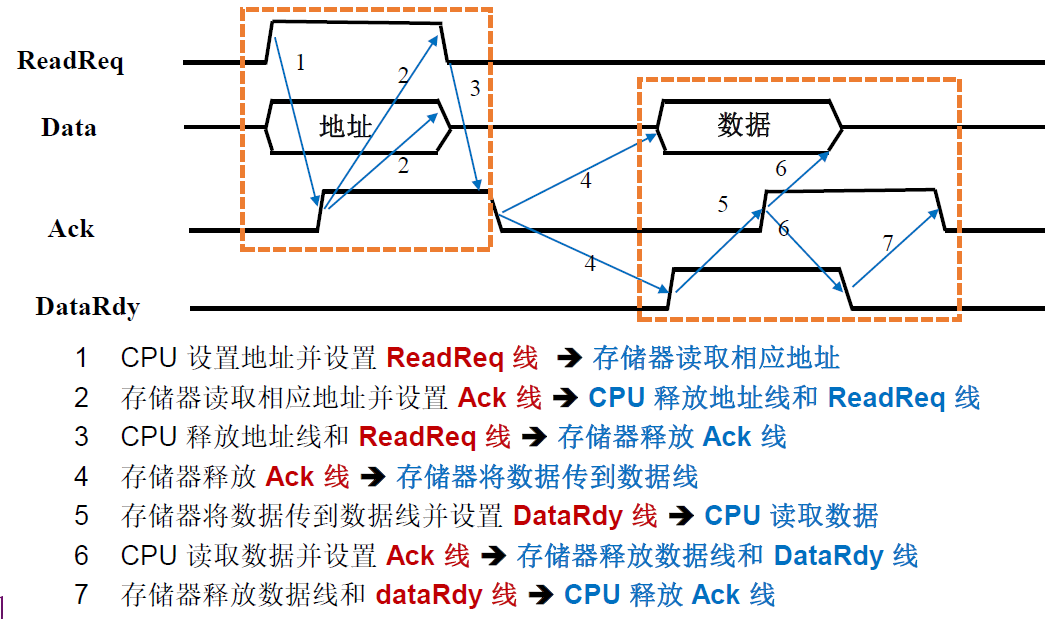 ReadReq
1
2
3
Data
地址
2
数据
6
4
Ack
5
6
7
4
DataRdy
1 CPU 设置地址并设置 ReadReq 线 🡺 存储器读取相应地址
2 存储器读取相应地址并设置 Ack 线 🡺 CPU 释放地址线和 ReadReq 线
3 CPU 释放地址线和 ReadReq 线 🡺 存储器释放 Ack 线
4 存储器释放 Ack 线 🡺 存储器将数据传到数据线
5 存储器将数据传到数据线并设置 DataRdy 线 🡺 CPU 读取数据
6 CPU 读取数据并设置 Ack 线 🡺 存储器释放数据线和 DataRdy 线
7 存储器释放数据线和 dataRdy 线 🡺 CPU 释放 Ack 线